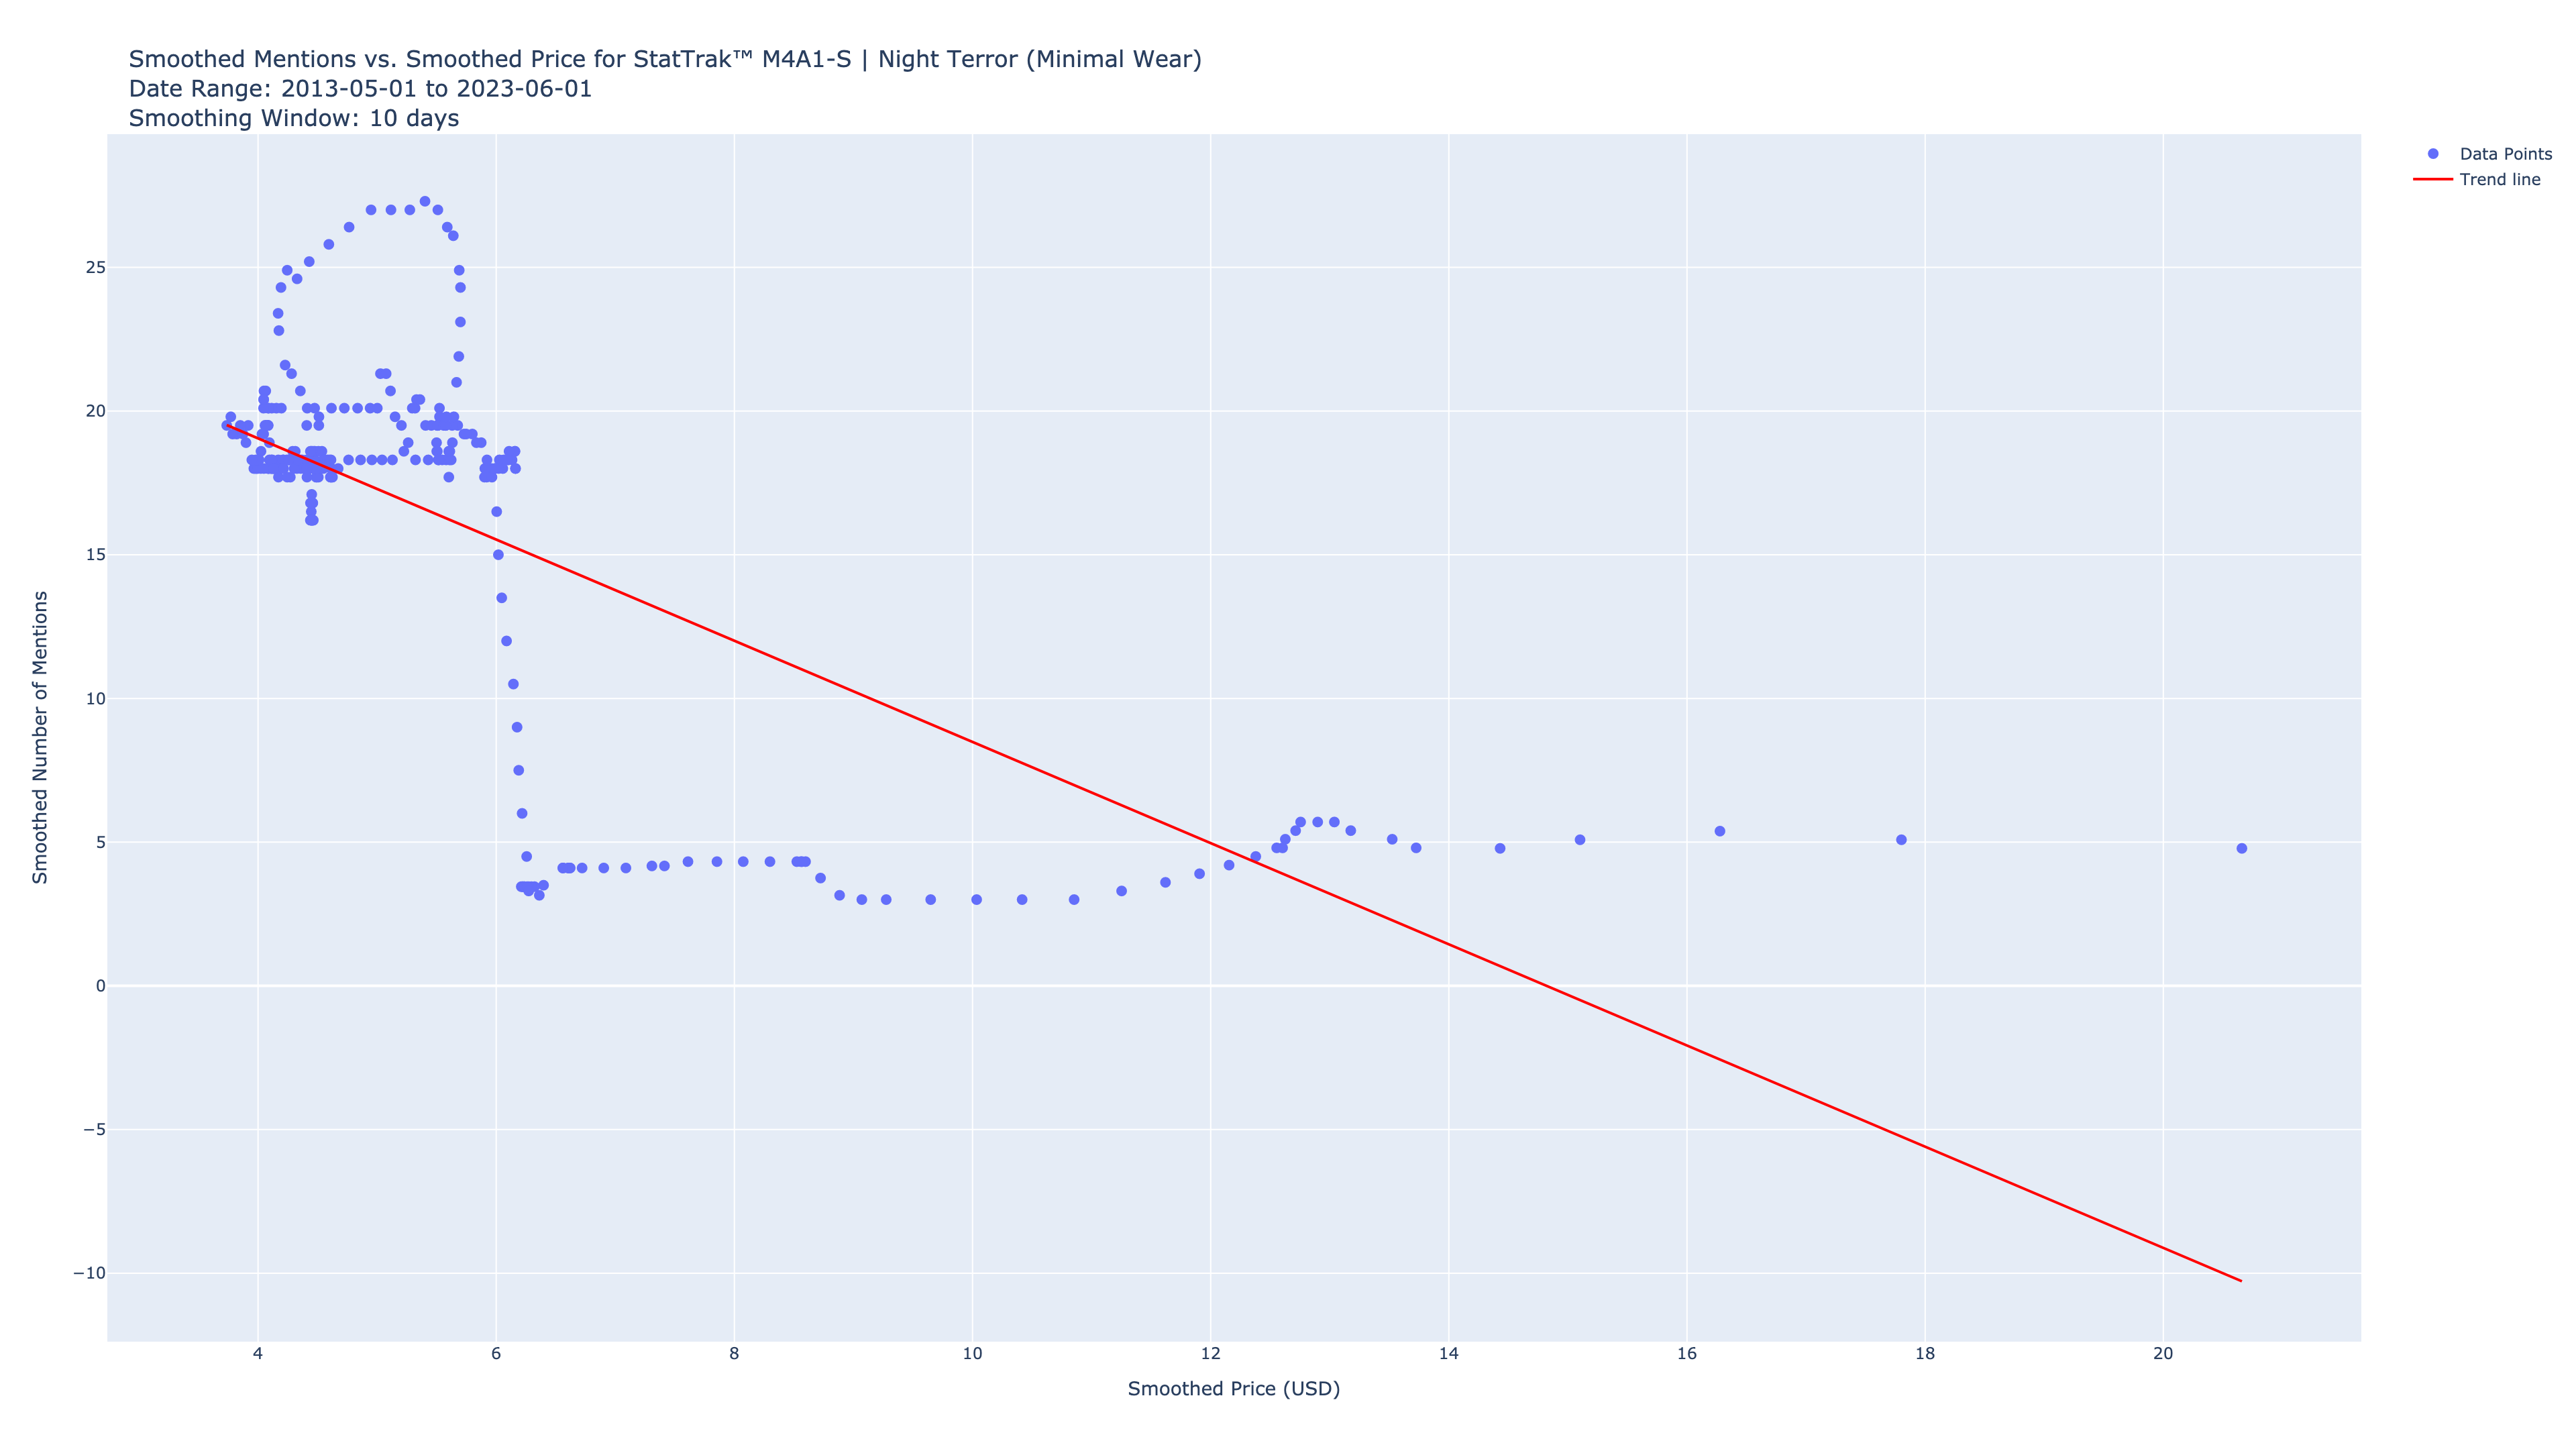 Smoothed Mentions vs. Smoothed Price for StatTrak™ M4A1-S | Night Terror (Minimal Wear)
Date Range: 2013-05-01 to 2023-06-01
Smoothing Window: 10 days
Data Points
Trend line
Smoothed Number of Mentions
25
20
15
10
5
0
−5
−10
4 6 8 10 12 14 16 18 20
Smoothed Price (USD)